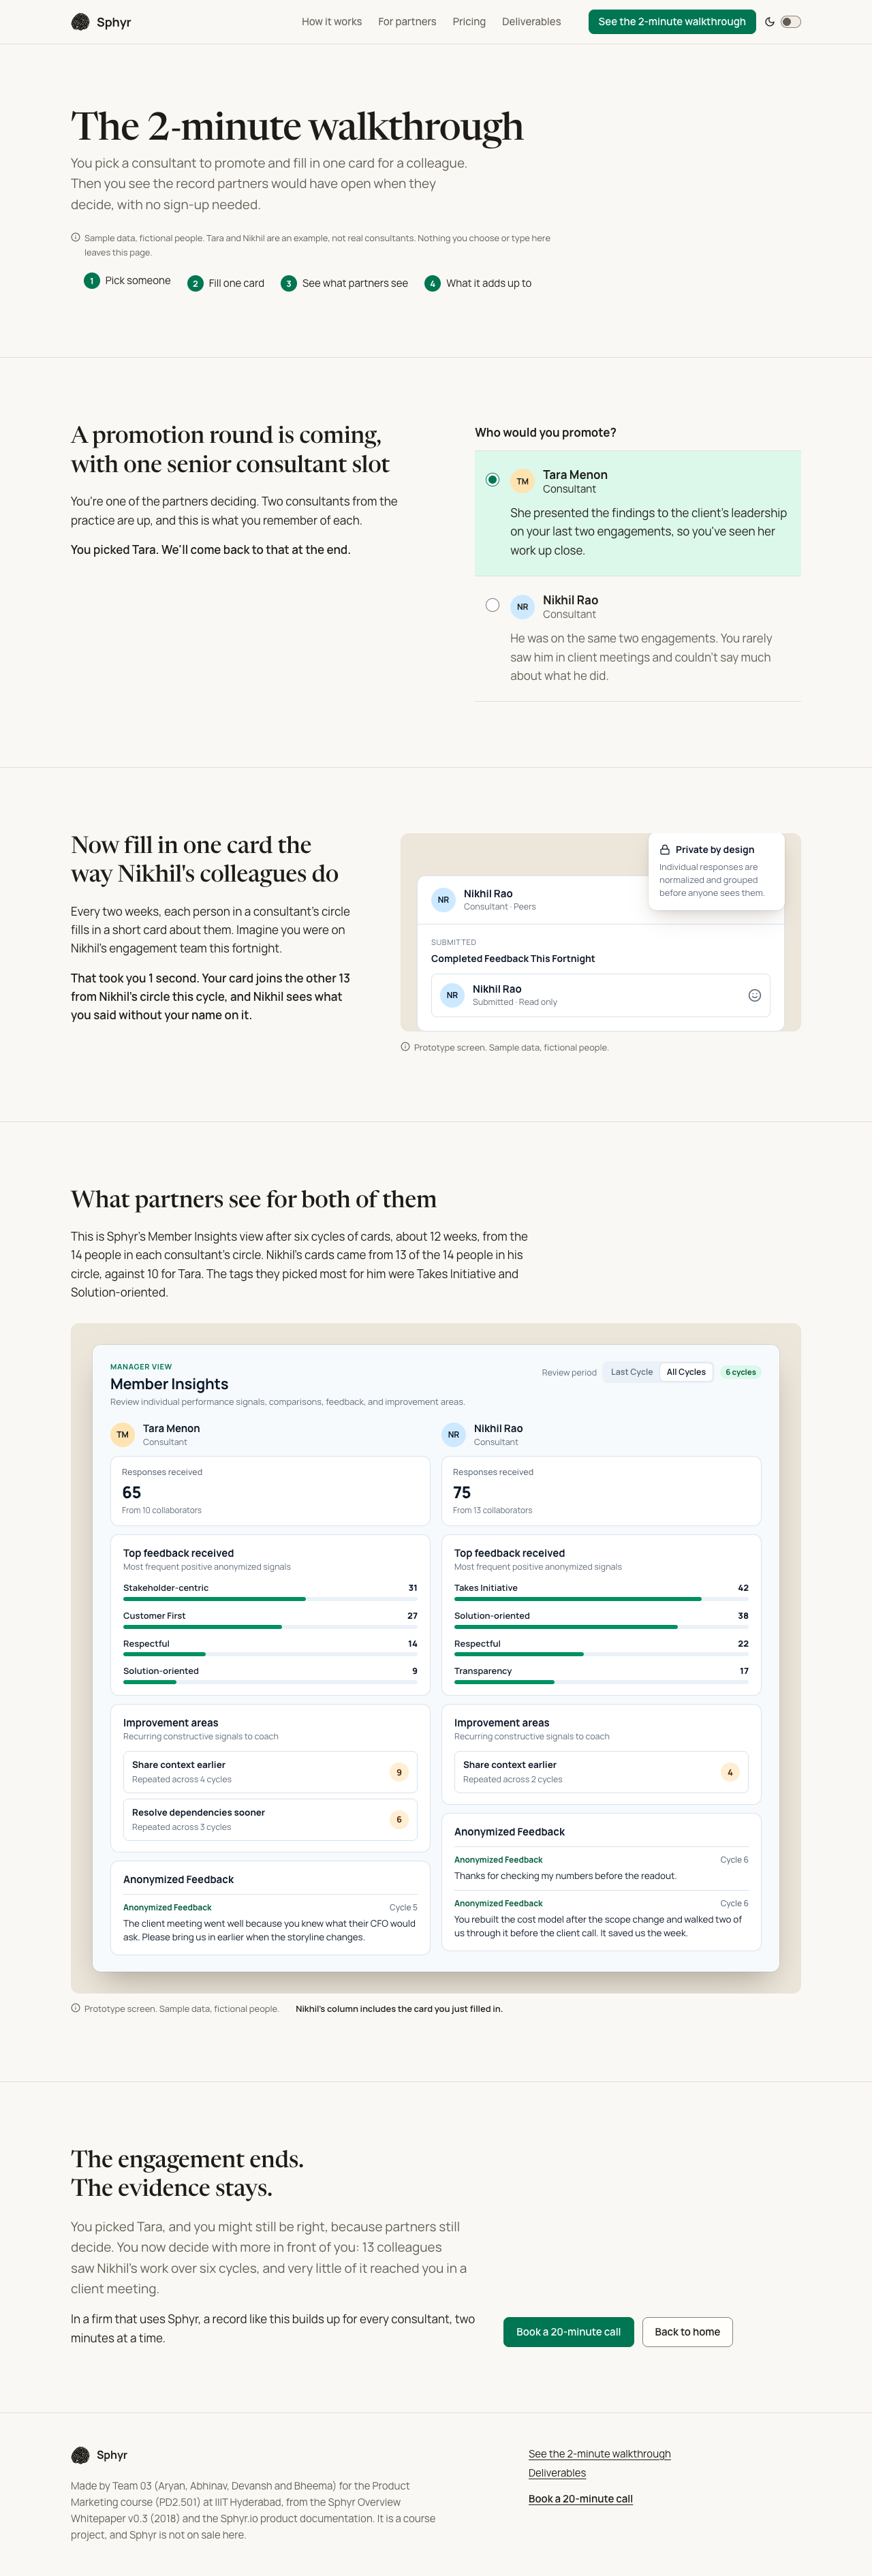 Sphyr
How it works
For partners
Pricing
Deliverables
See the 2-minute walkthrough
The 2-minute walkthrough
You pick a consultant to promote and fill in one card for a colleague.
Then you see the record partners would have open when they
decide, with no sign-up needed.
Sample data, fictional people. Tara and Nikhil are an example, not real consultants. Nothing you choose or type here
leaves this page.
1 Pick someone
2 Fill one card
3 See what partners see
4 What it adds up to
A promotion round is coming,
with one senior consultant slot
You're one of the partners deciding. Two consultants from the
practice are up, and this is what you remember of each.
You picked Tara. We'll come back to that at the end.
Who would you promote?
TM
Tara Menon
Consultant
She presented the findings to the client's leadership
on your last two engagements, so you've seen her
work up close.
NR
Nikhil Rao
Consultant
He was on the same two engagements. You rarely
saw him in client meetings and couldn't say much
about what he did.
Now fill in one card the
way Nikhil's colleagues do
Every two weeks, each person in a consultant's circle
fills in a short card about them. Imagine you were on
Nikhil's engagement team this fortnight.
That took you 1 second. Your card joins the other 13
from Nikhil's circle this cycle, and Nikhil sees what
you said without your name on it.
Private by design
Individual responses are
normalized and grouped
before anyone sees them.
NR
Nikhil Rao
Consultant · Peers
SUBMITTED
Completed Feedback This Fortnight
NR
Nikhil Rao
Submitted · Read only
Prototype screen. Sample data, fictional people.
What partners see for both of them
This is Sphyr's Member Insights view after six cycles of cards, about 12 weeks, from the
14 people in each consultant's circle. Nikhil's cards came from 13 of the 14 people in his
circle, against 10 for Tara. The tags they picked most for him were Takes Initiative and
Solution-oriented.
MANAGER VIEW
Member Insights
Review individual performance signals, comparisons, feedback, and improvement areas.
Review period
Last Cycle
All Cycles
6 cycles
TM
Tara Menon
Consultant
Responses received
65
From 10 collaborators
Top feedback received
Most frequent positive anonymized signals
Stakeholder-centric 31
Customer First 27
Respectful 14
Solution-oriented 9
Improvement areas
Recurring constructive signals to coach
Share context earlier
Repeated across 4 cycles
9
Resolve dependencies sooner
Repeated across 3 cycles
6
Anonymized Feedback
Anonymized Feedback Cycle 5
The client meeting went well because you knew what their CFO would
ask. Please bring us in earlier when the storyline changes.
NR
Nikhil Rao
Consultant
Responses received
75
From 13 collaborators
Top feedback received
Most frequent positive anonymized signals
Takes Initiative 42
Solution-oriented 38
Respectful 22
Transparency 17
Improvement areas
Recurring constructive signals to coach
Share context earlier
Repeated across 2 cycles
4
Anonymized Feedback
Anonymized Feedback Cycle 6
Thanks for checking my numbers before the readout.
Anonymized Feedback Cycle 6
You rebuilt the cost model after the scope change and walked two of
us through it before the client call. It saved us the week.
Prototype screen. Sample data, fictional people.
Nikhil's column includes the card you just filled in.
The engagement ends.
The evidence stays.
You picked Tara, and you might still be right, because partners still
decide. You now decide with more in front of you: 13 colleagues
saw Nikhil's work over six cycles, and very little of it reached you in a
client meeting.
In a firm that uses Sphyr, a record like this builds up for every consultant, two
minutes at a time.
Book a 20-minute call
Back to home
Sphyr
Made by Team 03 (Aryan, Abhinav, Devansh and Bheema) for the Product
Marketing course (PD2.501) at IIIT Hyderabad, from the Sphyr Overview
Whitepaper v0.3 (2018) and the Sphyr.io product documentation. It is a course
project, and Sphyr is not on sale here.
See the 2-minute walkthrough
Deliverables
Book a 20-minute call